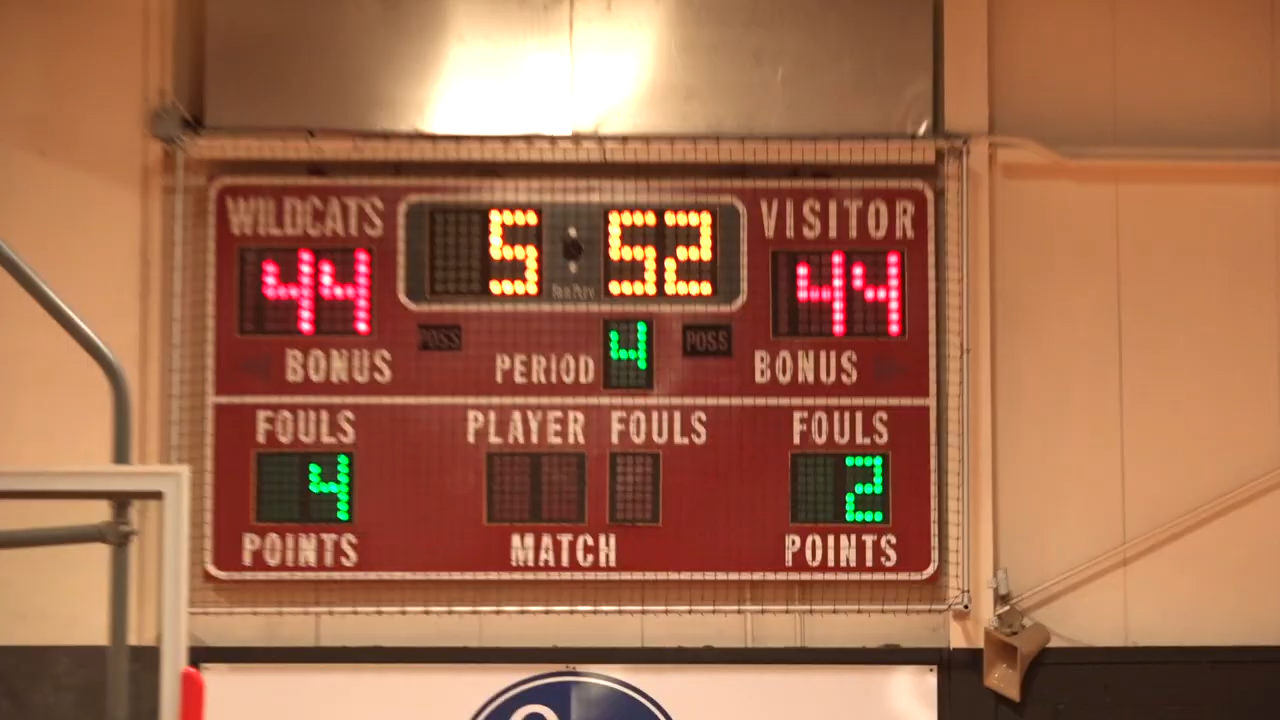 WILDCATS 5:52 VISITOR
44 44
POSS 4 POSS
BONUS PERIOD BONUS
FOULS PLAYER FOULS FOULS
4 2
POINTS MATCH POINTS